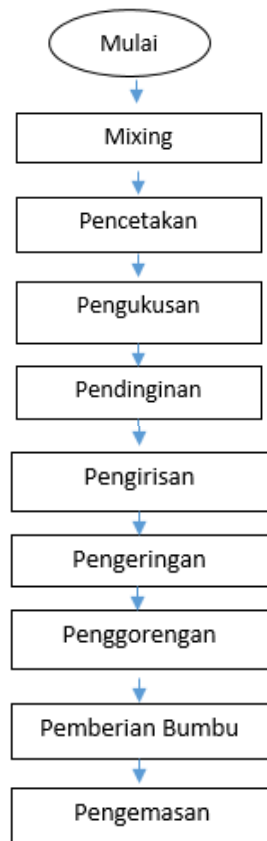 Mulai
Mixing
Pencetakan
Pengukusan
Pendinginan
Pengirisan
Pengeringan
Penggorengan
Pemberian Bumbu
Pengemasan